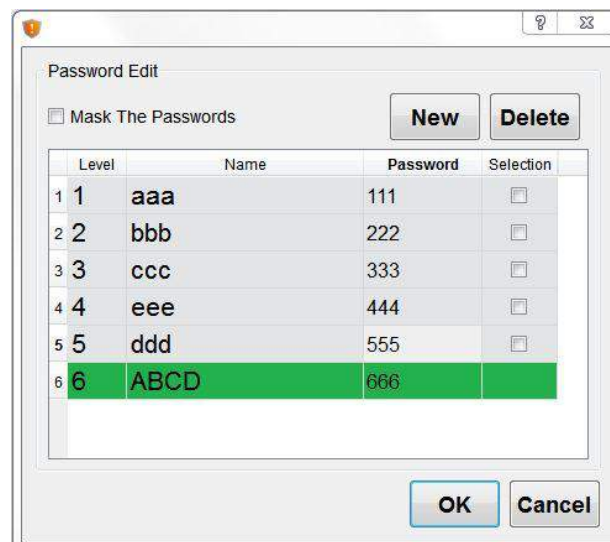 ?
Password Edit
Mask The Passwords New Delete
Level Name Password Selection
1 1 aaa 111
2 2 bbb 222
3 3 ccc 333
4 4 eee 444
5 5 ddd 555
6 6 ABCD 666
OK Cancel